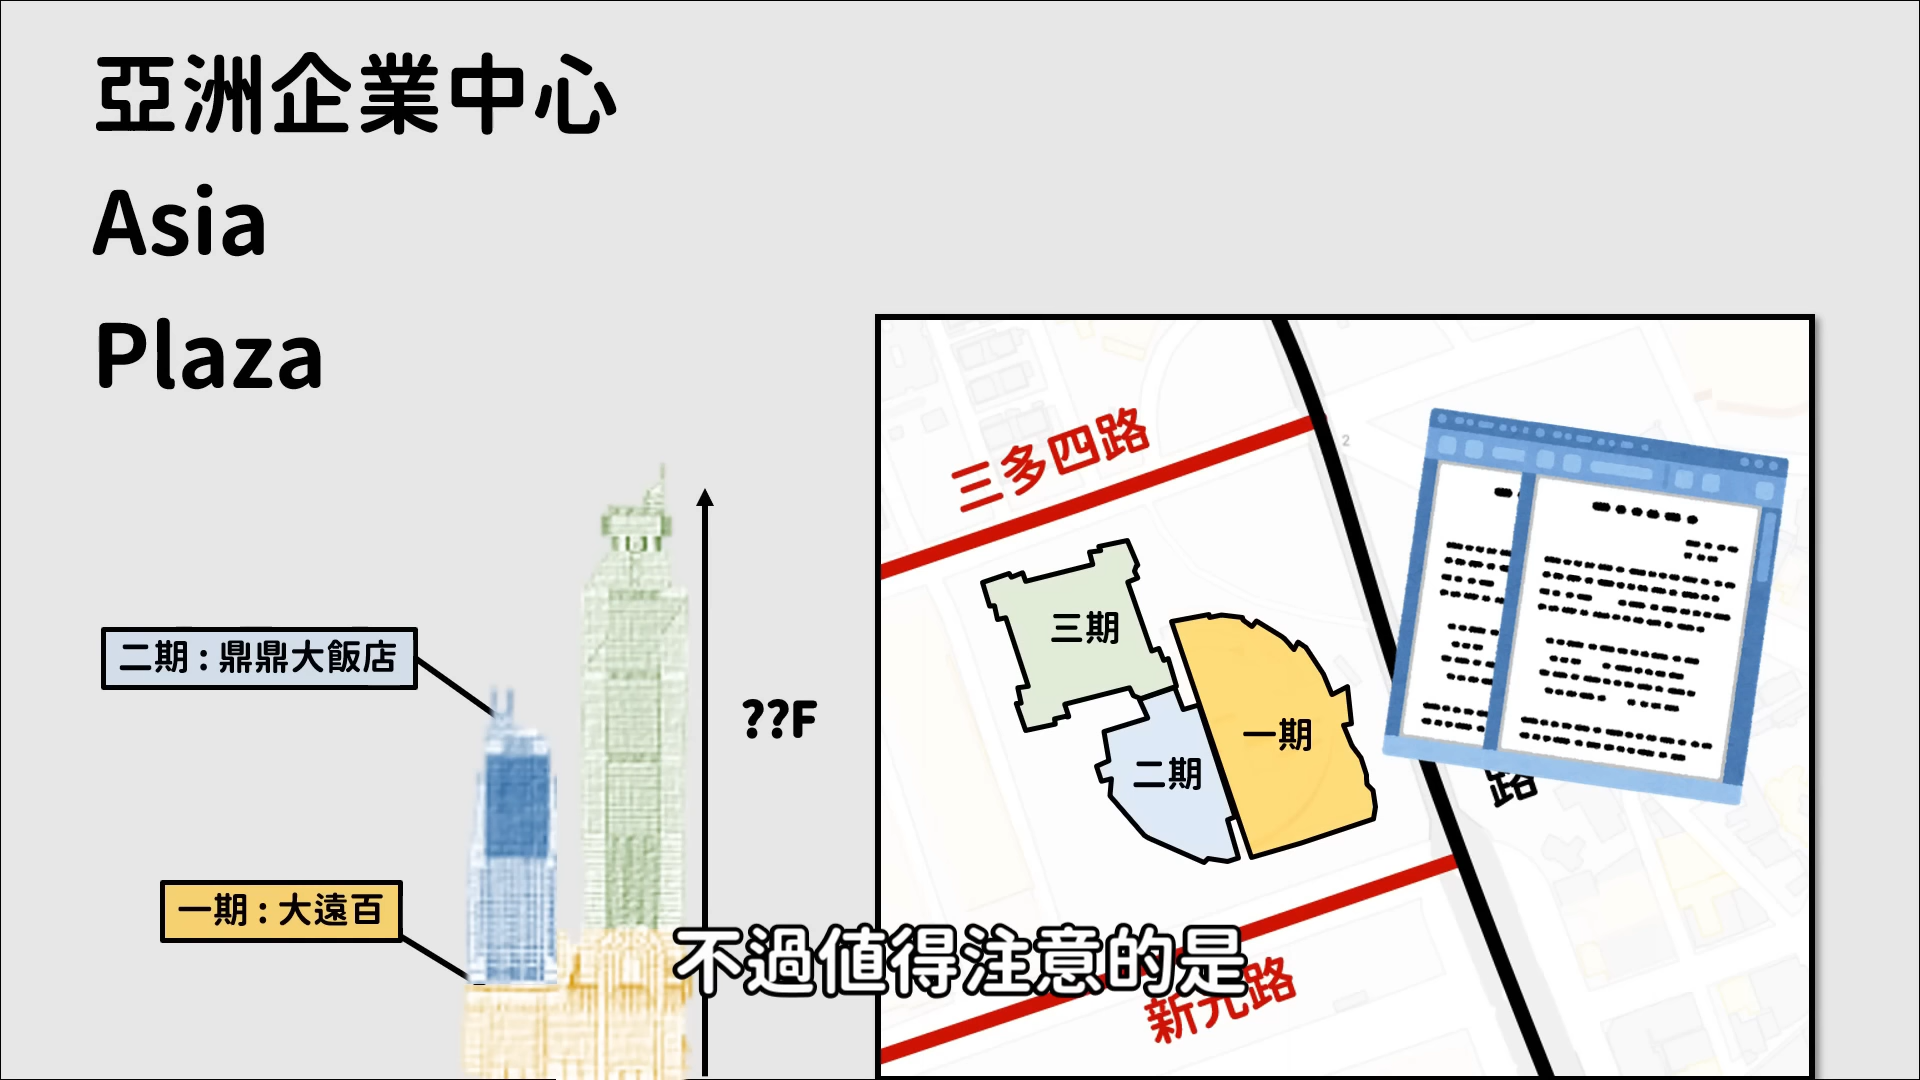 亞洲企業中心
Asia
Plaza
三多四路
2
三期
二期 : 鼎鼎大飯店
??F
一期
二期
路
一期 : 大遠百
不過值得注意的是
新光路